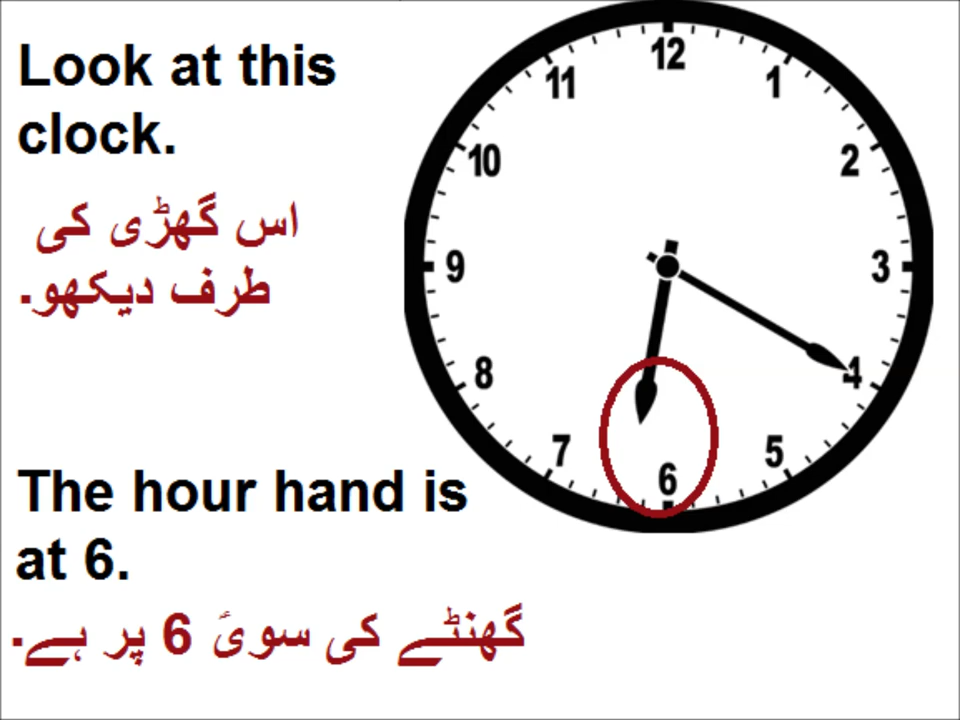 Look at this
clock.
اس گھڑی کی
طرف دیکھو۔
The hour hand is
at 6.
گھنٹے کی سوئَ 6 پر ہے۔
12
1
2
3
4
5
6
7
8
9
10
11